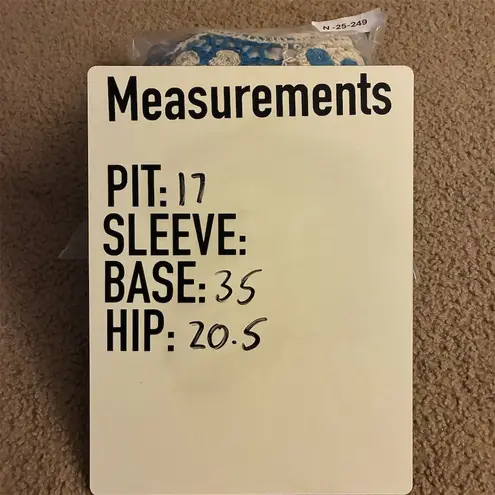 N-25-249
Measurements
PIT: 17
SLEEVE:
BASE: 35
HIP: 20.5